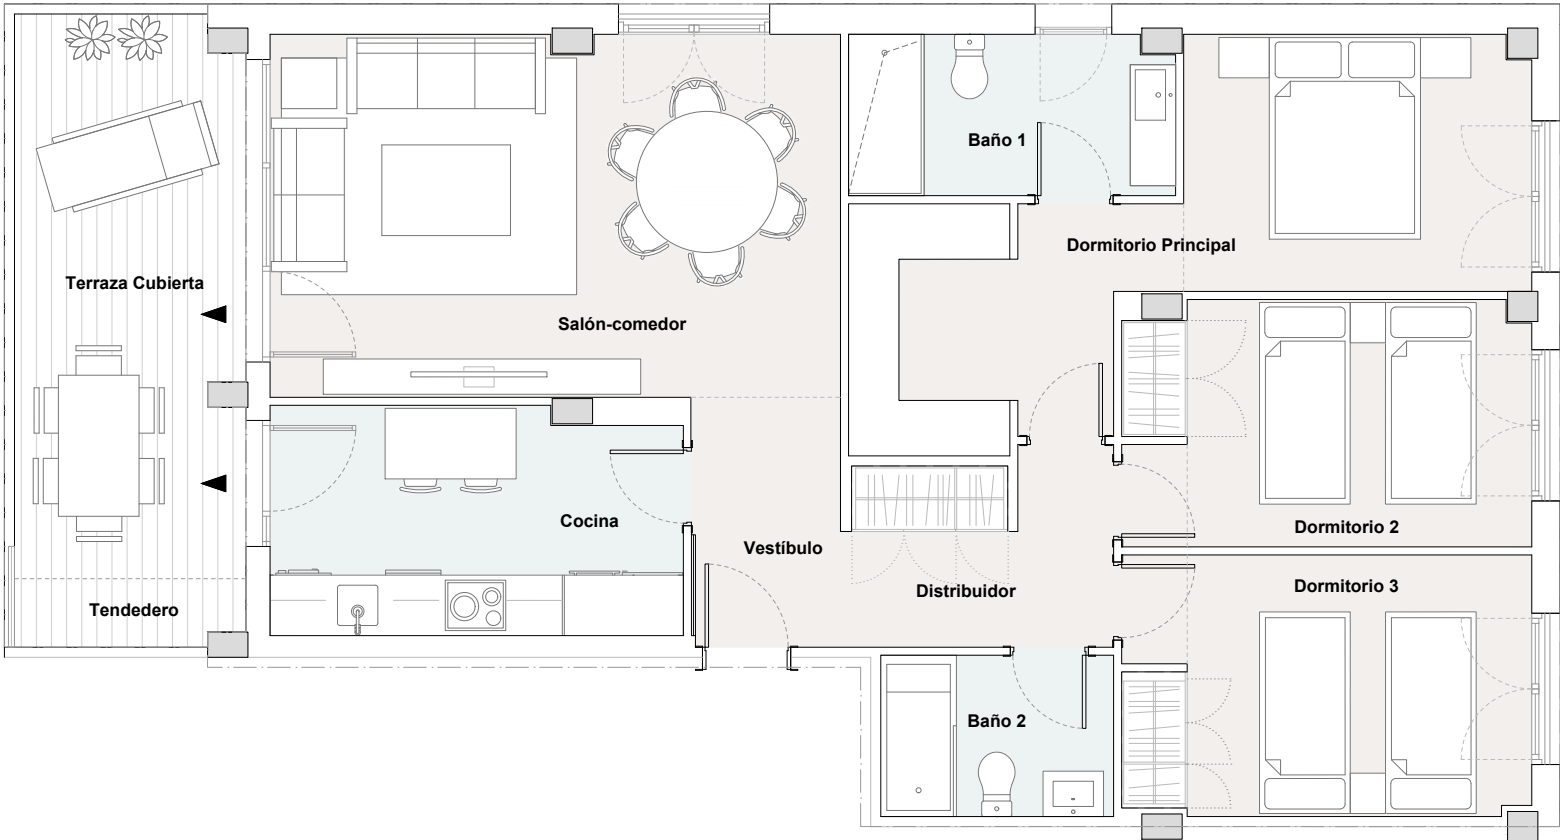 Baño 1
Dormitorio Principal
Terraza Cubierta
Salón-comedor
Cocina
Vestíbulo
Dormitorio 2
Distribuidor
Dormitorio 3
Tendedero
Baño 2